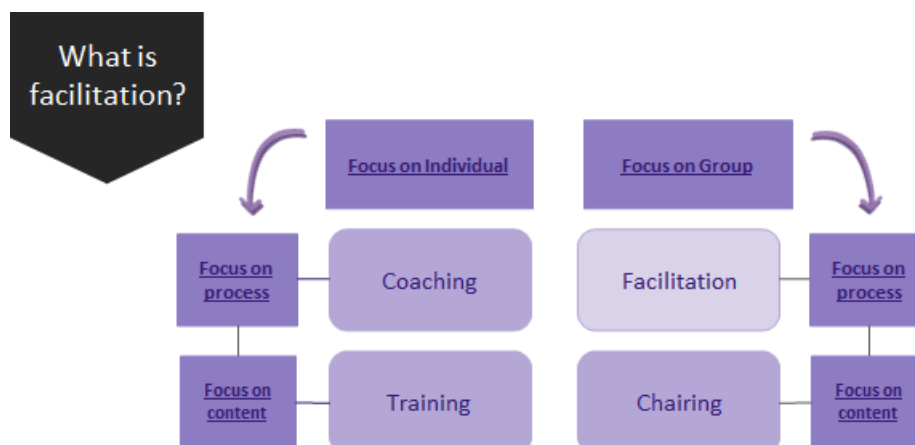 What is
facilitation?
Focus on Individual
Focus on Group
Focus on
process
Coaching
Facilitation
Focus on
process
Focus on
content
Training
Chairing
Focus on
content